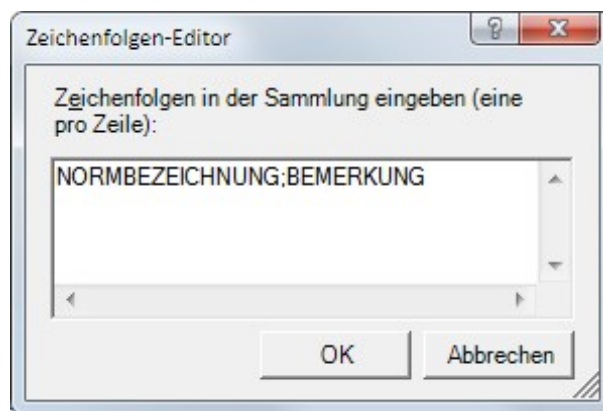 Zeichenfolgen-Editor
Zeichenfolgen in der Sammlung eingeben (eine
pro Zeile):
NORMBEZEICHNUNG;BEMERKUNG
OK
Abbrechen